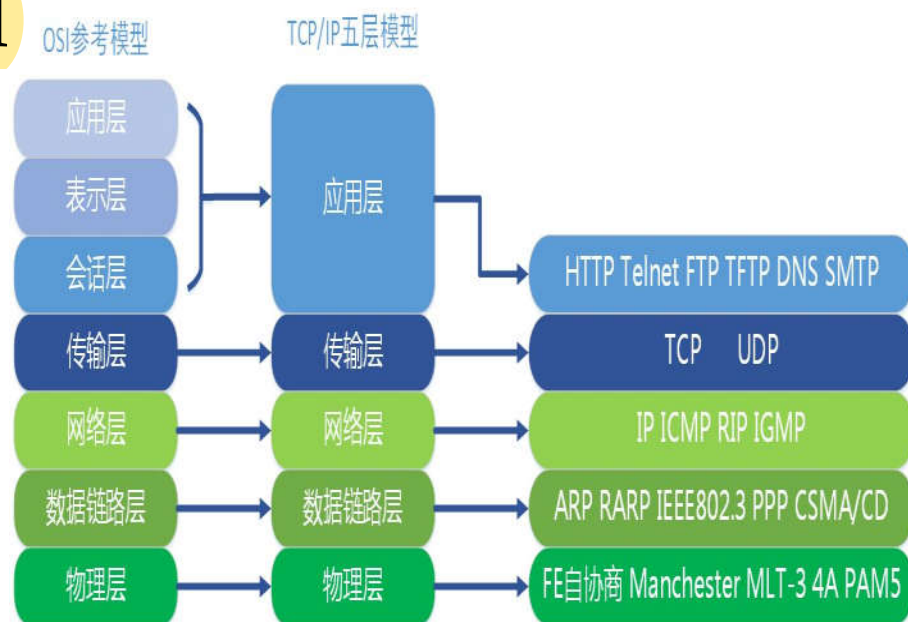 1
OSI参考模型
TCP/IP五层模型
应用层
表示层
会话层
传输层
网络层
数据链路层
物理层
应用层
传输层
网络层
数据链路层
物理层
HTTP Telnet FTP TFTP DNS SMTP
TCP UDP
IP ICMP RIP IGMP
ARP RARP IEEE802.3 PPP CSMA/CD
FE自协商 Manchester MLT-3 4A PAM5